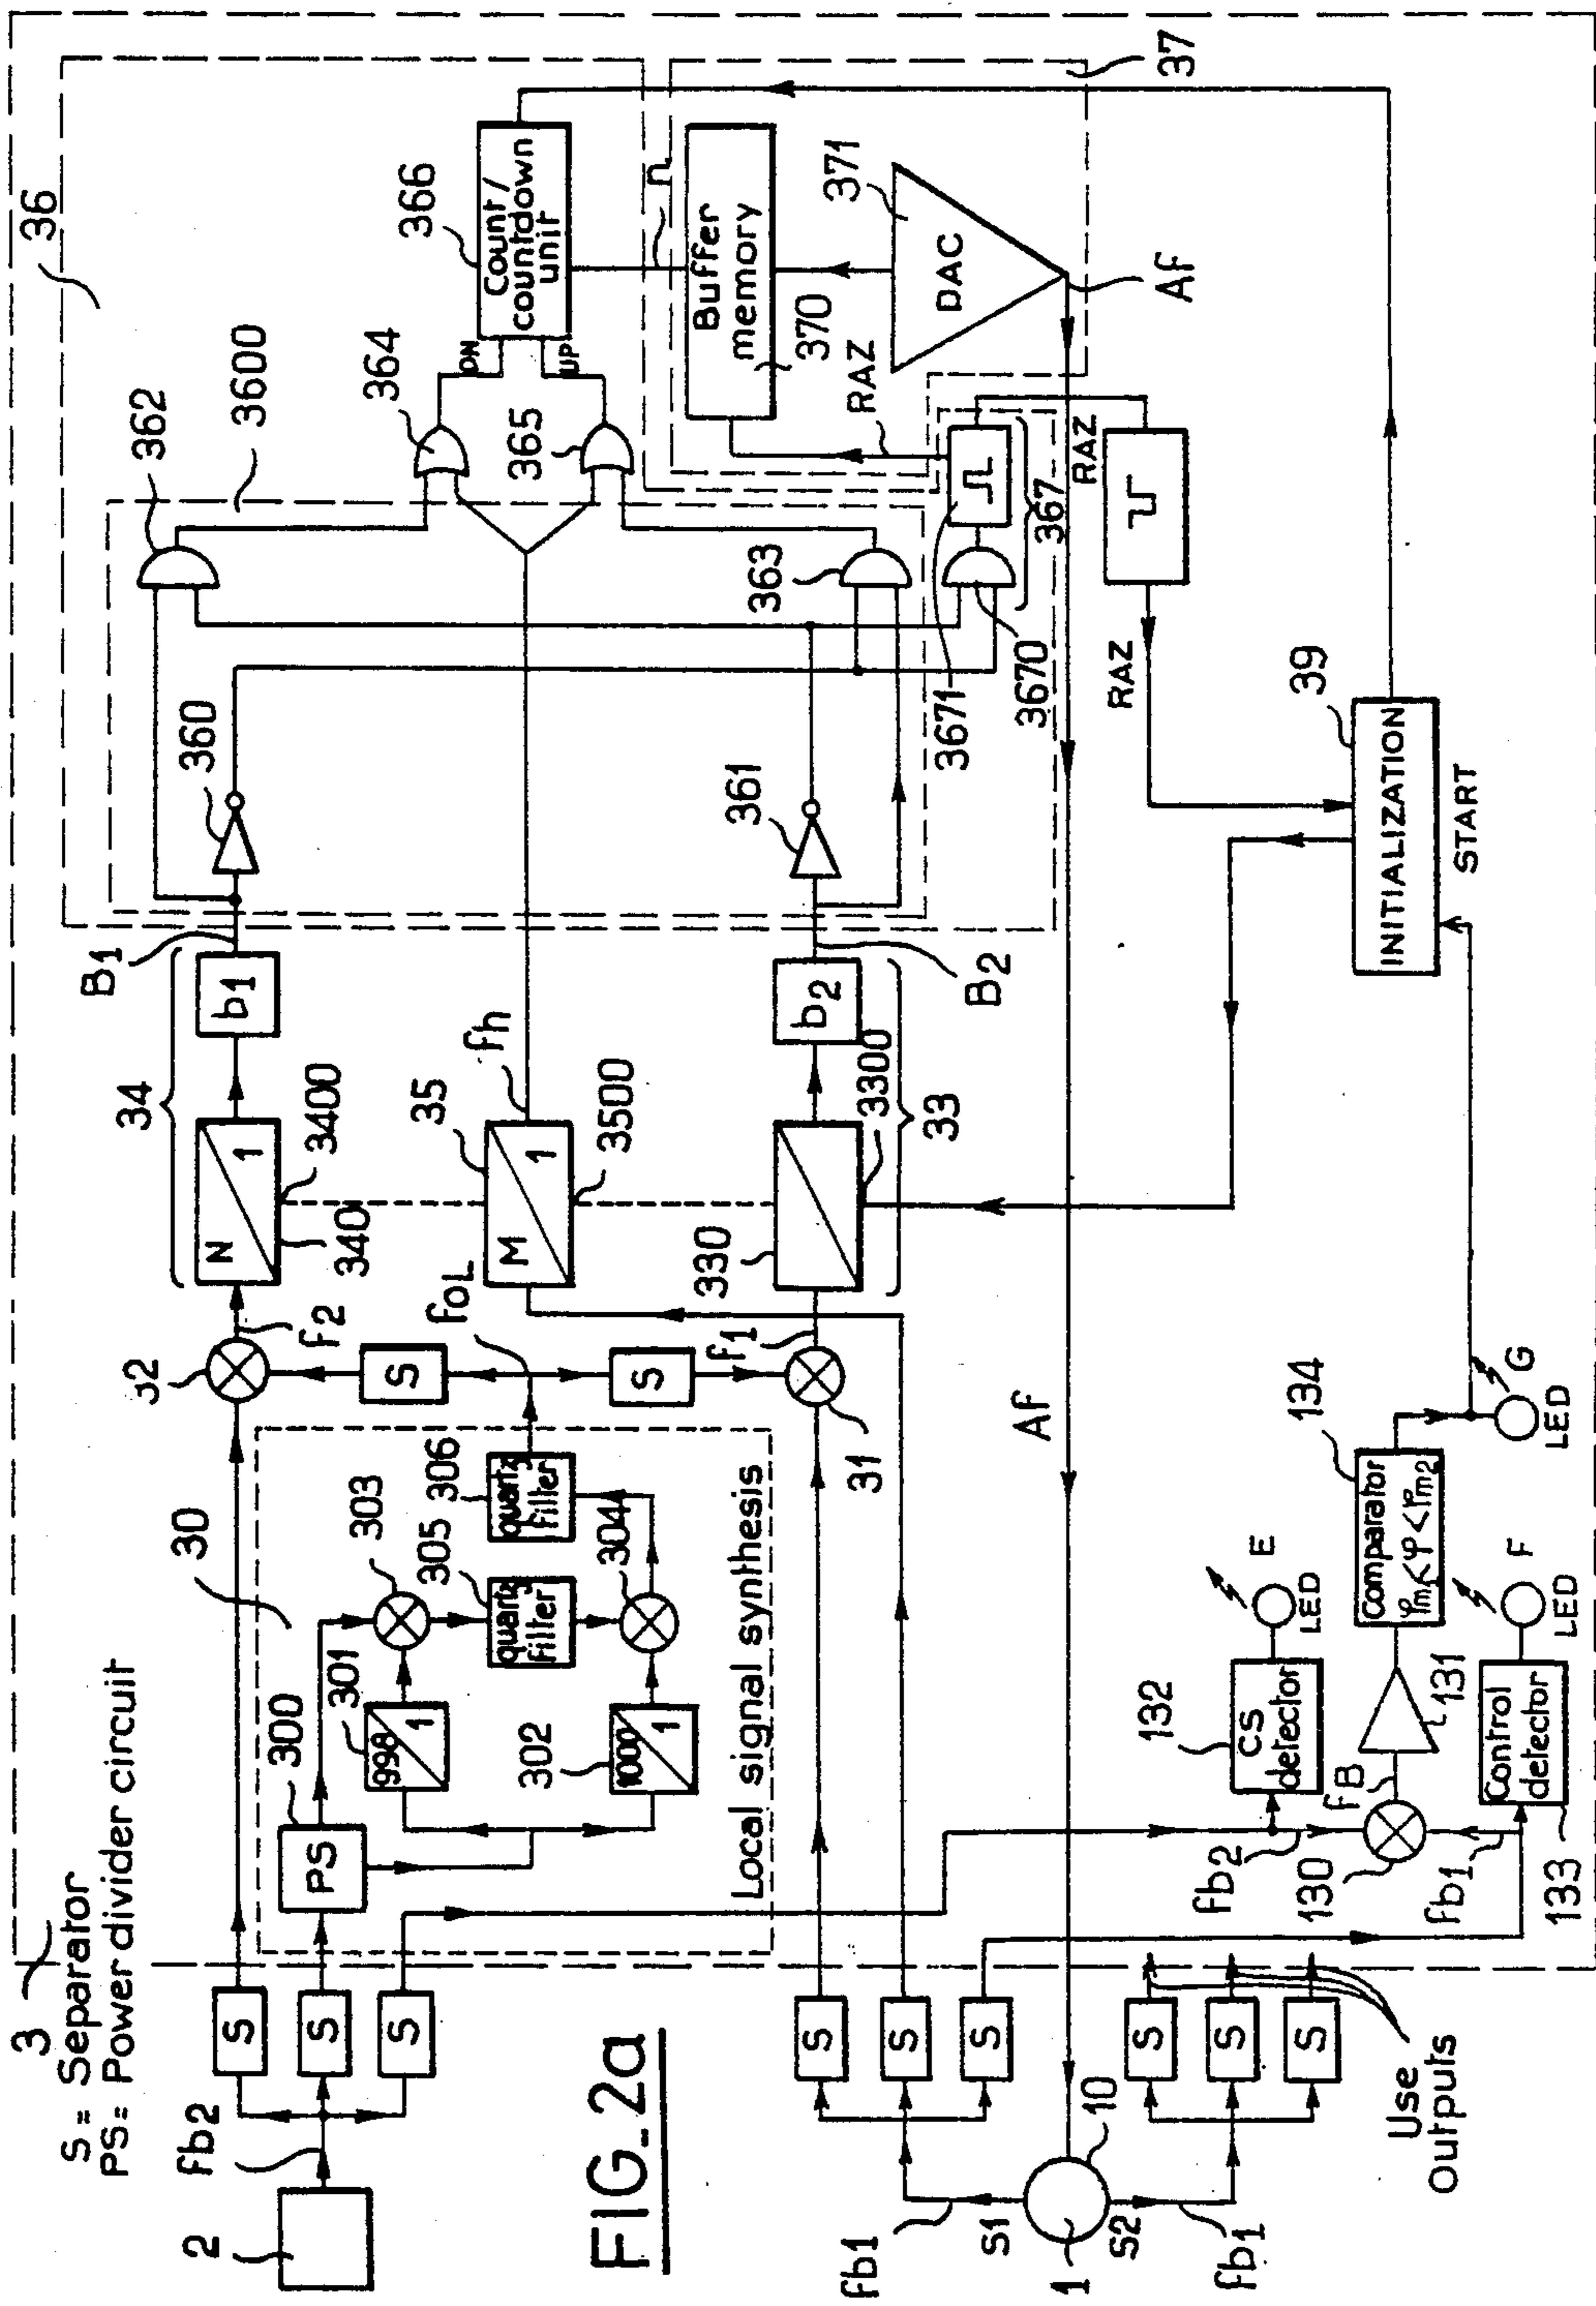 3
S = Separator
PS = Power divider circuit
36
2
fb2
S
S
S
30
300
PS
301
998
1
302
1000
1
303
304
305
quartz filter
306
quartz filter
Local signal synthesis
32
f2
S
foL
S
f1
31
34
N
1
340
3400
b1
B1
35
M
1
3500
fh
330
3300
33
b2
B2
360
361
362
3600
363
364
365
DN
UP
366
Count/
countdown
unit
n
Buffer
memory
370
RAZ
371
DAC
AF
37
3671
3670
367
RAZ
RAZ
39
INITIALIZATION
START
AF
FIG_2a
fb1
S1
1
S2
fb1
10
S
S
S
S
S
S
Use
Outputs
fb2
130
fb1
133
132
CS
detector
E
LED
FB
131
Control
detector
F
LED
134
Comparator
φm1<φ<φm2
G
LED